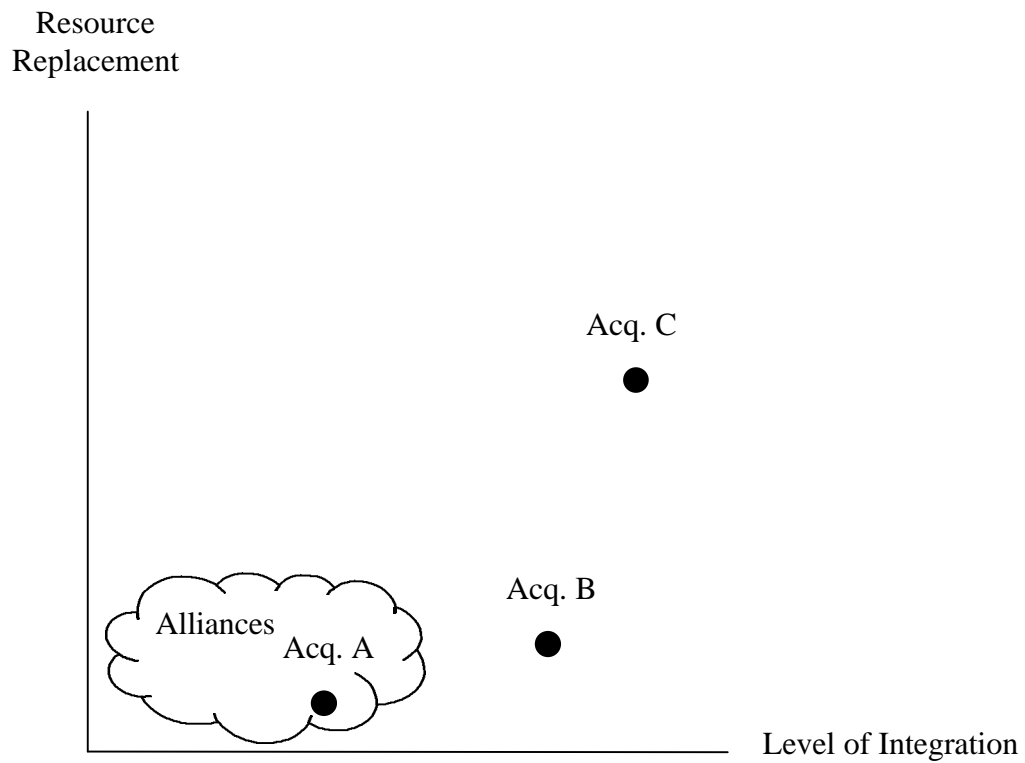 Resource
Replacement
Acq. C
Acq. B
Alliances
Acq. A
Level of Integration